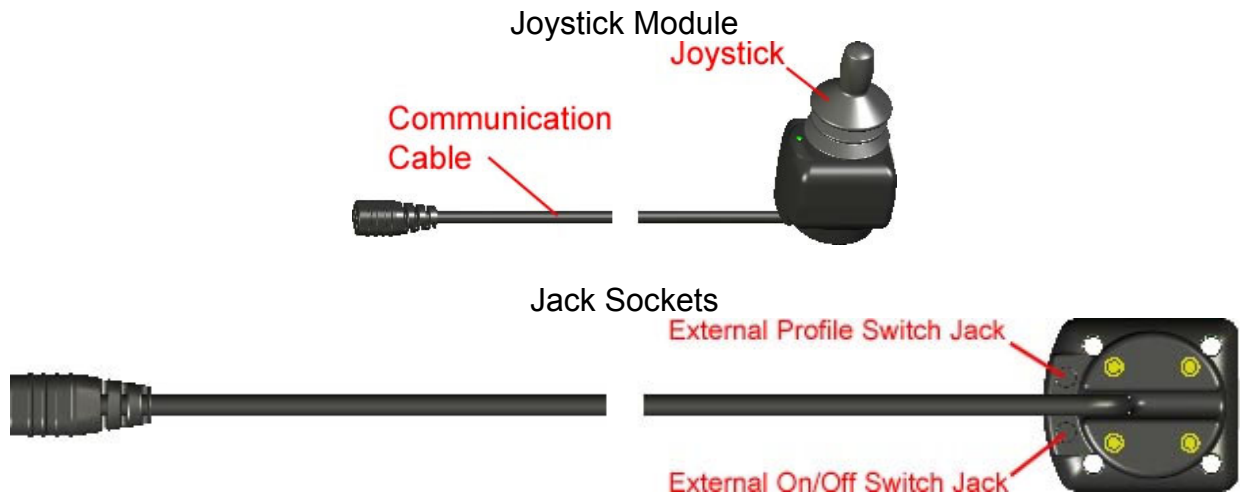 Joystick Module
Joystick
Communication
Cable
Jack Sockets
External Profile Switch Jack
External On/Off Switch Jack